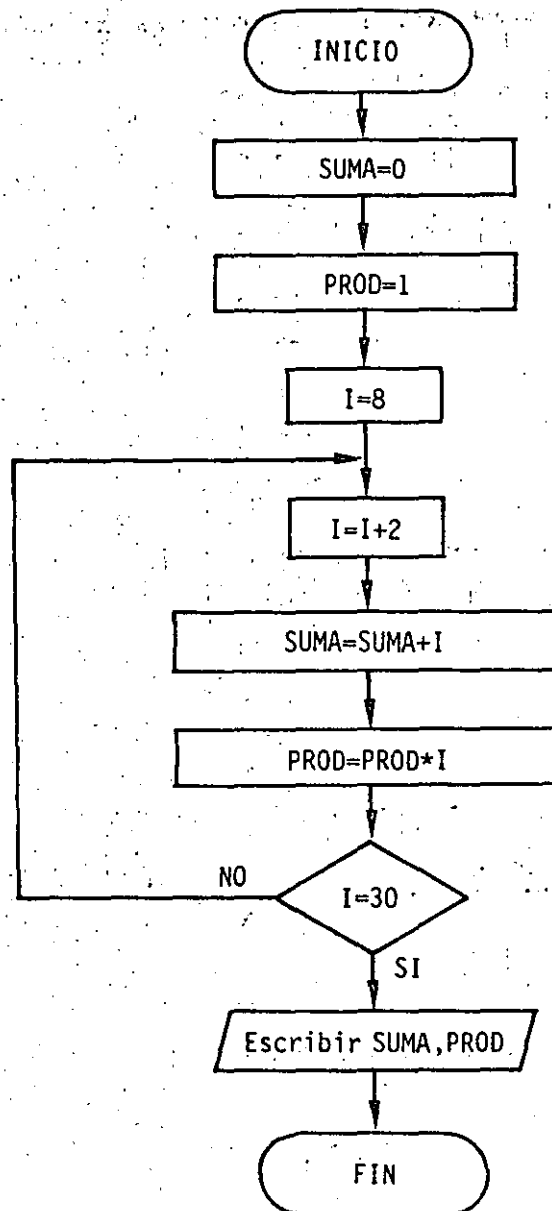 INICIO
SUMA=0
PROD=1
I=8
I=I+2
SUMA=SUMA+I
PROD=PROD*I
NO
I=30
SI
Escribir SUMA,PROD
FIN